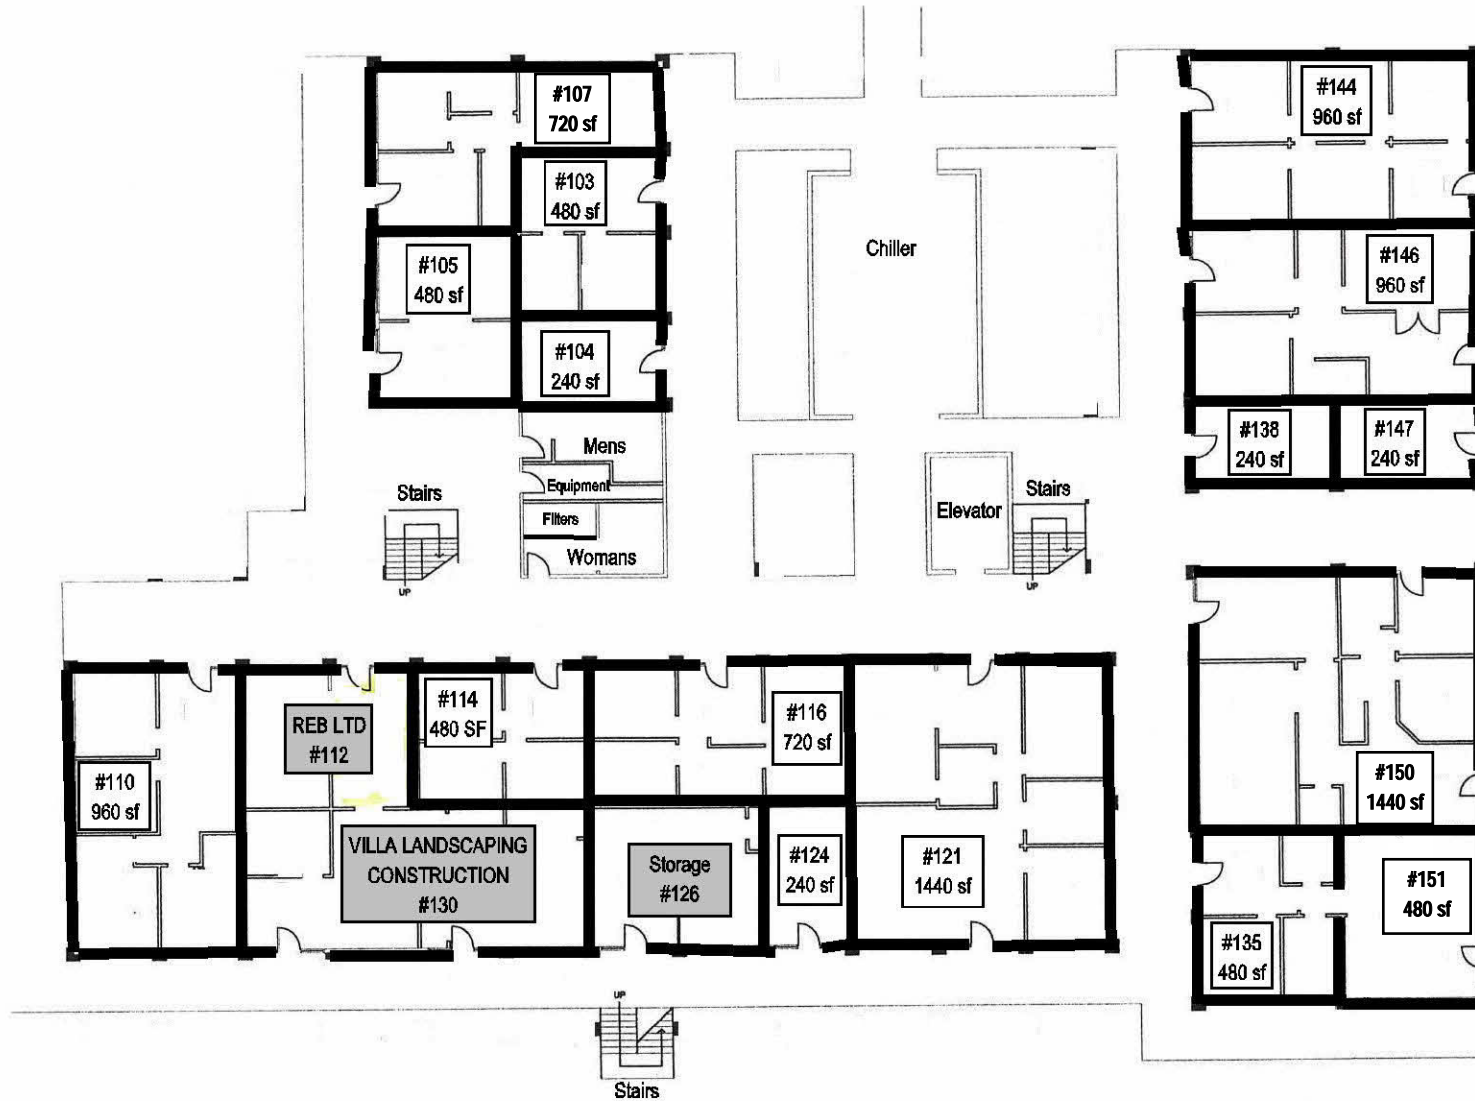 #107
720 sf
#103
480 sf
#105
480 sf
#104
240 sf
Chiller
#144
960 sf
#146
960 sf
#138
240 sf
#147
240 sf
Mens
Equipment
Filters
Womans
Stairs
UP
Elevator
Stairs
UP
#110
960 sf
REB LTD
#112
#114
480 SF
#116
720 sf
VILLA LANDSCAPING
CONSTRUCTION
#130
Storage
#126
#124
240 sf
#121
1440 sf
#150
1440 sf
#135
480 sf
#151
480 sf
UP
Stairs